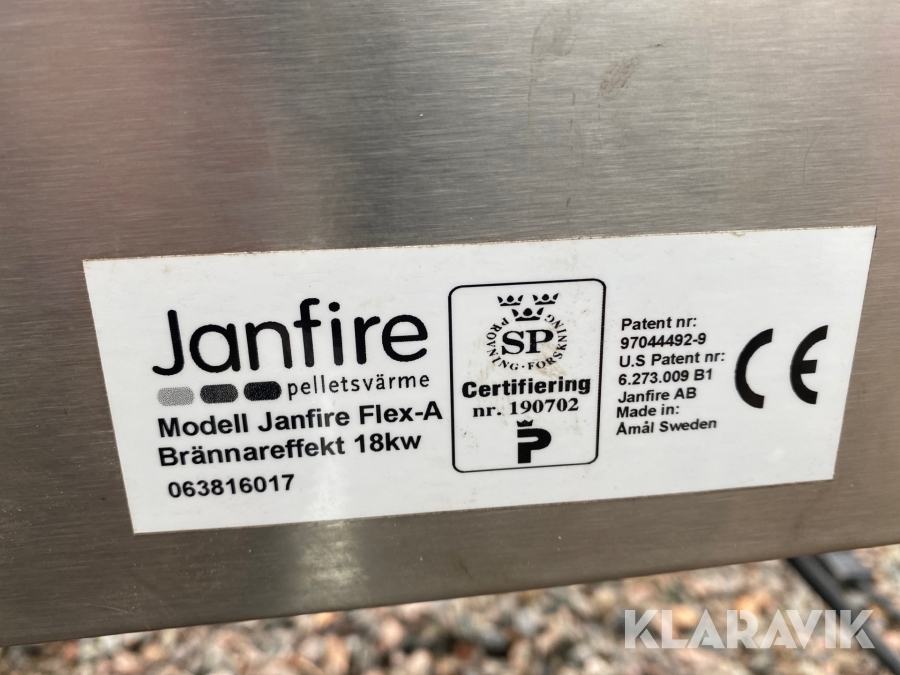 Janfire
pelletsvärme
Modell Janfire Flex-A
Brännareffekt 18kw
063816017
PROVNING · FORSKNING
SP
Certifiering
nr. 190702
P
Patent nr:
97044492-9
U.S Patent nr:
6.273.009 B1
Janfire AB
Made in:
Åmål Sweden
CE
KLARAVIK